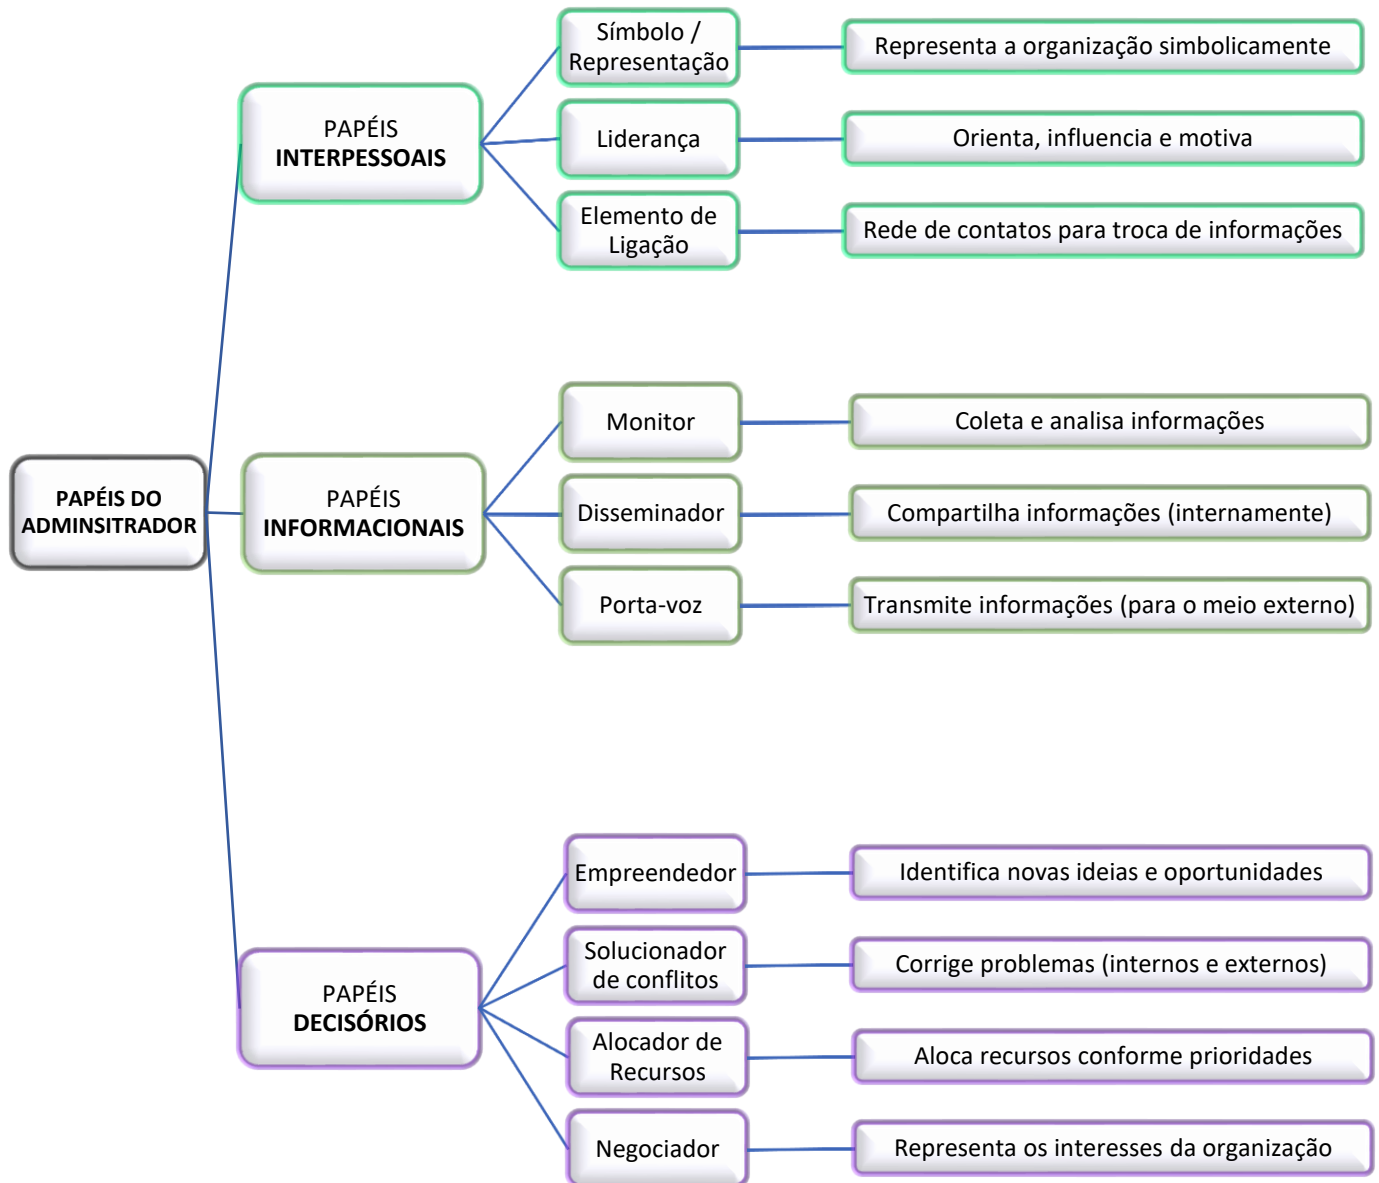 PAPÉIS DO
ADMINSITRADOR
PAPÉIS
INTERPESSOAIS
Símbolo /
Representação
Representa a organização simbolicamente
Liderança
Orienta, influencia e motiva
Elemento de
Ligação
Rede de contatos para troca de informações
PAPÉIS
INFORMACIONAIS
Monitor
Coleta e analisa informações
Disseminador
Compartilha informações (internamente)
Porta-voz
Transmite informações (para o meio externo)
PAPÉIS
DECISÓRIOS
Empreendedor
Identifica novas ideias e oportunidades
Solucionador
de conflitos
Corrige problemas (internos e externos)
Alocador de
Recursos
Aloca recursos conforme prioridades
Negociador
Representa os interesses da organização